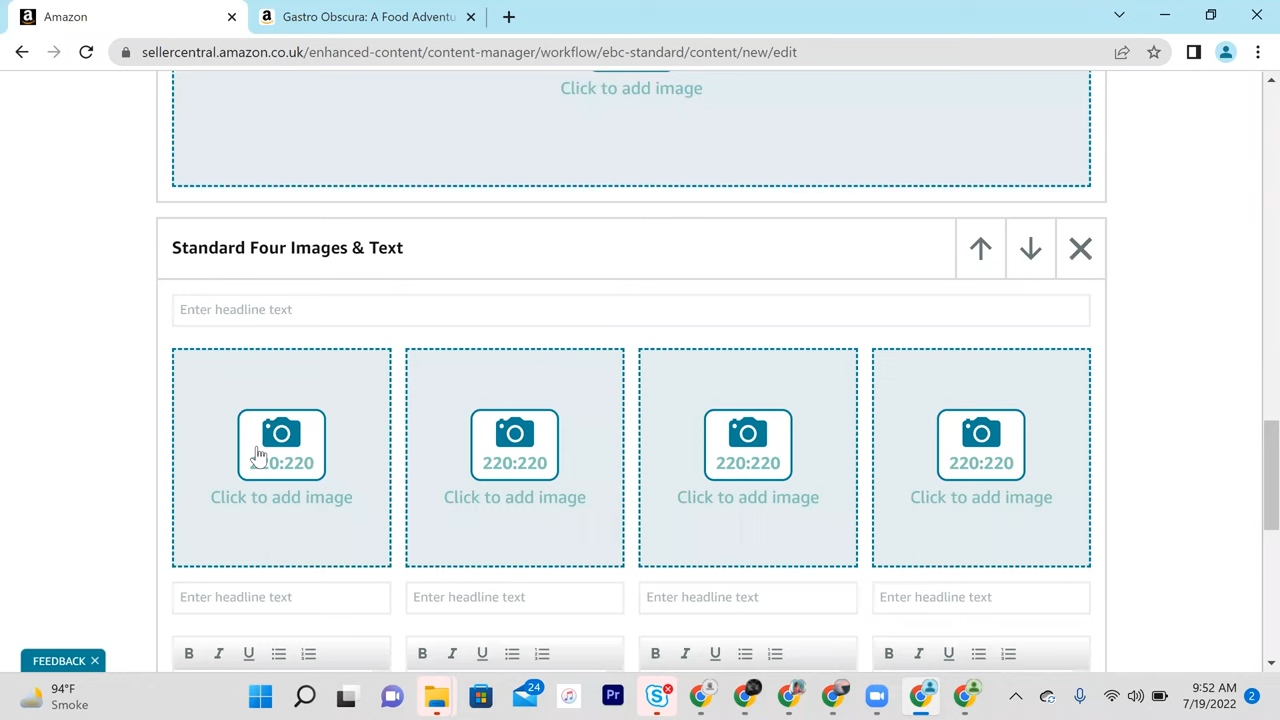 Amazon
Gastro Obscura: A Food Adventu
sellercentral.amazon.co.uk/enhanced-content/content-manager/workflow/ebc-standard/content/new/edit
Click to add image
Standard Four Images & Text
Enter headline text
220:220 220:220 220:220 220:220
Click to add image Click to add image Click to add image Click to add image
Enter headline text Enter headline text Enter headline text Enter headline text
B I U B I U B I U B I U
FEEDBACK
94°F
Smoke
24
Pr
9:52 AM
7/19/2022
2